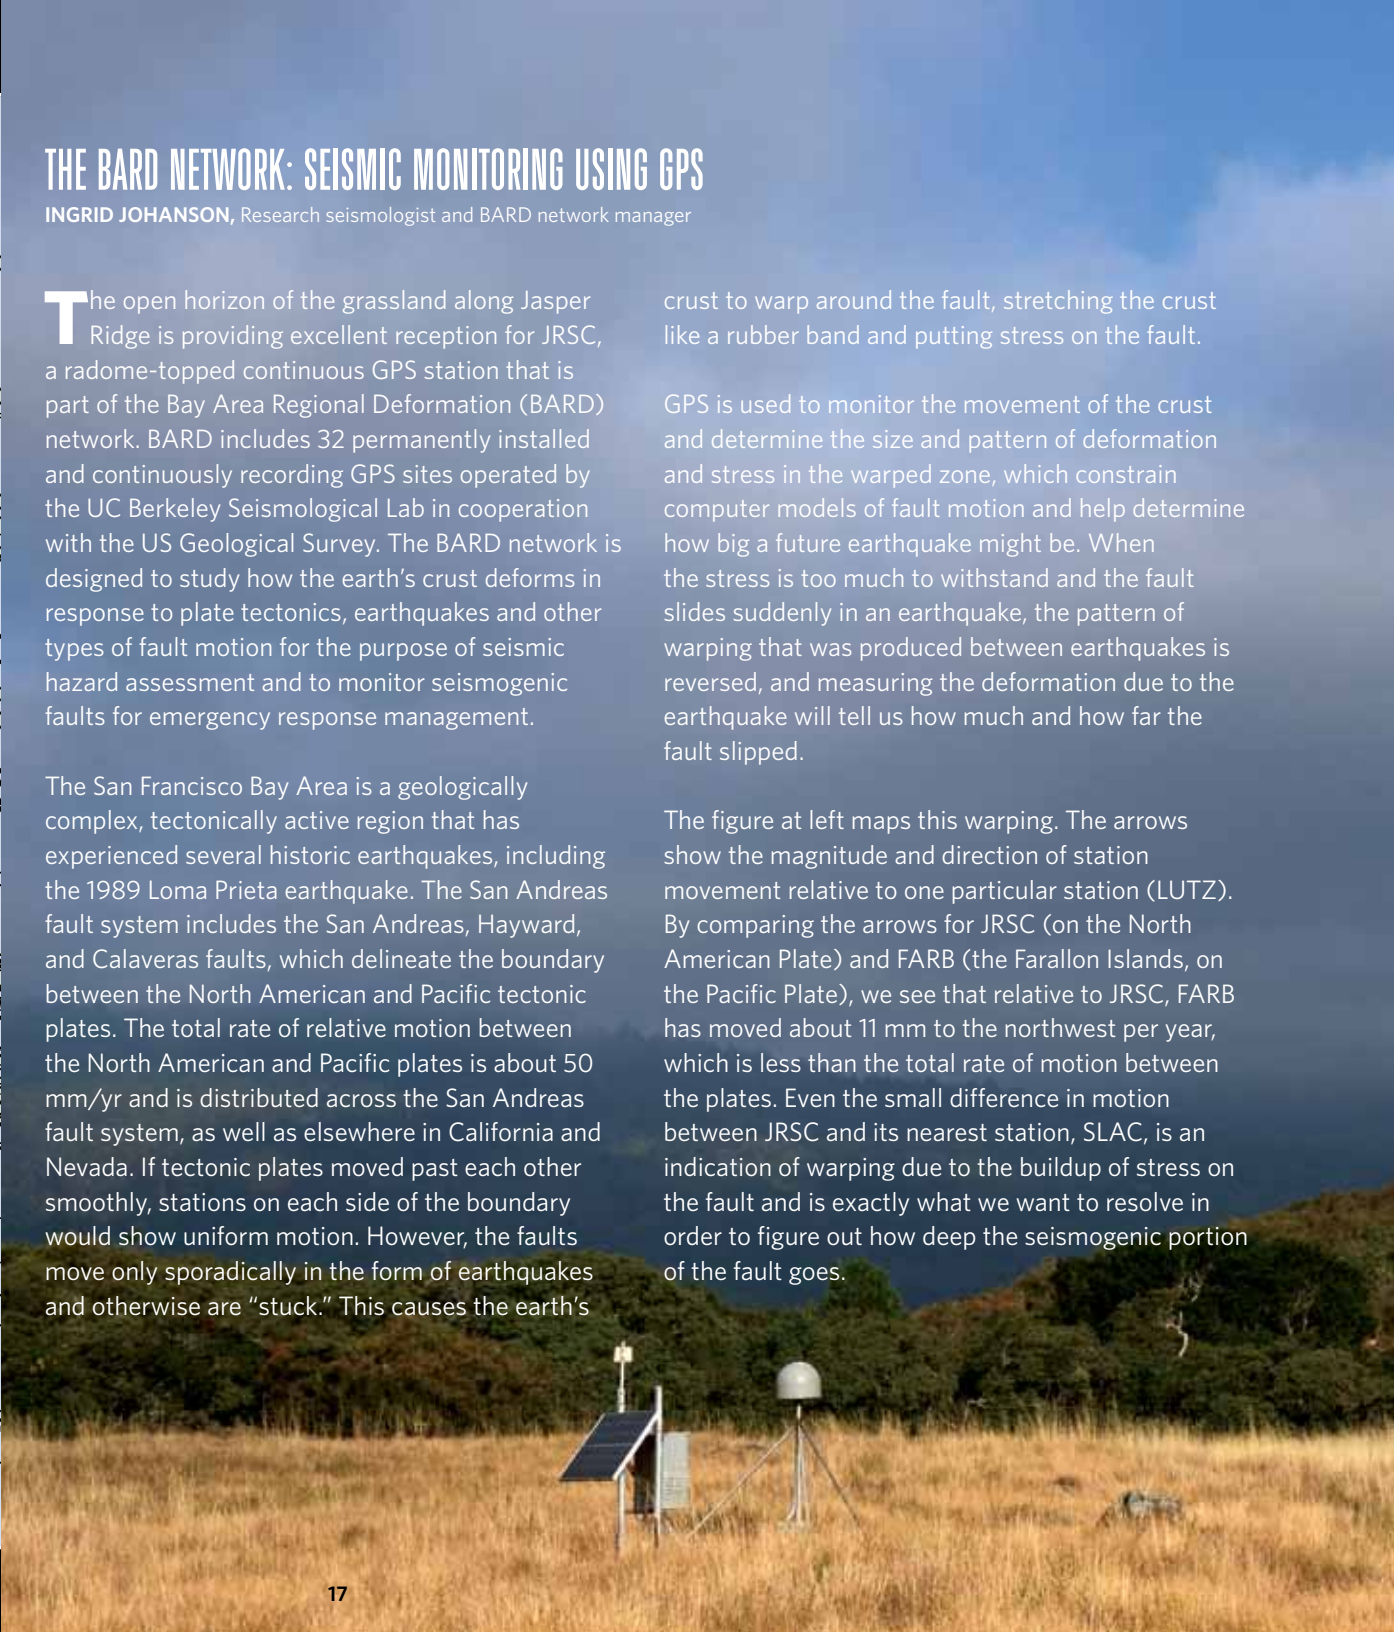 THE BARD NETWORK: SEISMIC MONITORING USING GPS
INGRID JOHANSON, Research seismologist and BARD network manager
The open horizon of the grassland along Jasper
Ridge is providing excellent reception for JRSC,
a radome-topped continuous GPS station that is
part of the Bay Area Regional Deformation (BARD)
network. BARD includes 32 permanently installed
and continuously recording GPS sites operated by
the UC Berkeley Seismological Lab in cooperation
with the US Geological Survey. The BARD network is
designed to study how the earth’s crust deforms in
response to plate tectonics, earthquakes and other
types of fault motion for the purpose of seismic
hazard assessment and to monitor seismogenic
faults for emergency response management.
The San Francisco Bay Area is a geologically
complex, tectonically active region that has
experienced several historic earthquakes, including
the 1989 Loma Prieta earthquake. The San Andreas
fault system includes the San Andreas, Hayward,
and Calaveras faults, which delineate the boundary
between the North American and Pacific tectonic
plates. The total rate of relative motion between
the North American and Pacific plates is about 50
mm/yr and is distributed across the San Andreas
fault system, as well as elsewhere in California and
Nevada. If tectonic plates moved past each other
smoothly, stations on each side of the boundary
would show uniform motion. However, the faults
move only sporadically in the form of earthquakes
and otherwise are “stuck.” This causes the earth’s
crust to warp around the fault, stretching the crust
like a rubber band and putting stress on the fault.
GPS is used to monitor the movement of the crust
and determine the size and pattern of deformation
and stress in the warped zone, which constrain
computer models of fault motion and help determine
how big a future earthquake might be. When
the stress is too much to withstand and the fault
slides suddenly in an earthquake, the pattern of
warping that was produced between earthquakes is
reversed, and measuring the deformation due to the
earthquake will tell us how much and how far the
fault slipped.
The figure at left maps this warping. The arrows
show the magnitude and direction of station
movement relative to one particular station (LUTZ).
By comparing the arrows for JRSC (on the North
American Plate) and FARB (the Farallon Islands, on
the Pacific Plate), we see that relative to JRSC, FARB
has moved about 11 mm to the northwest per year,
which is less than the total rate of motion between
the plates. Even the small difference in motion
between JRSC and its nearest station, SLAC, is an
indication of warping due to the buildup of stress on
the fault and is exactly what we want to resolve in
order to figure out how deep the seismogenic portion
of the fault goes.
17